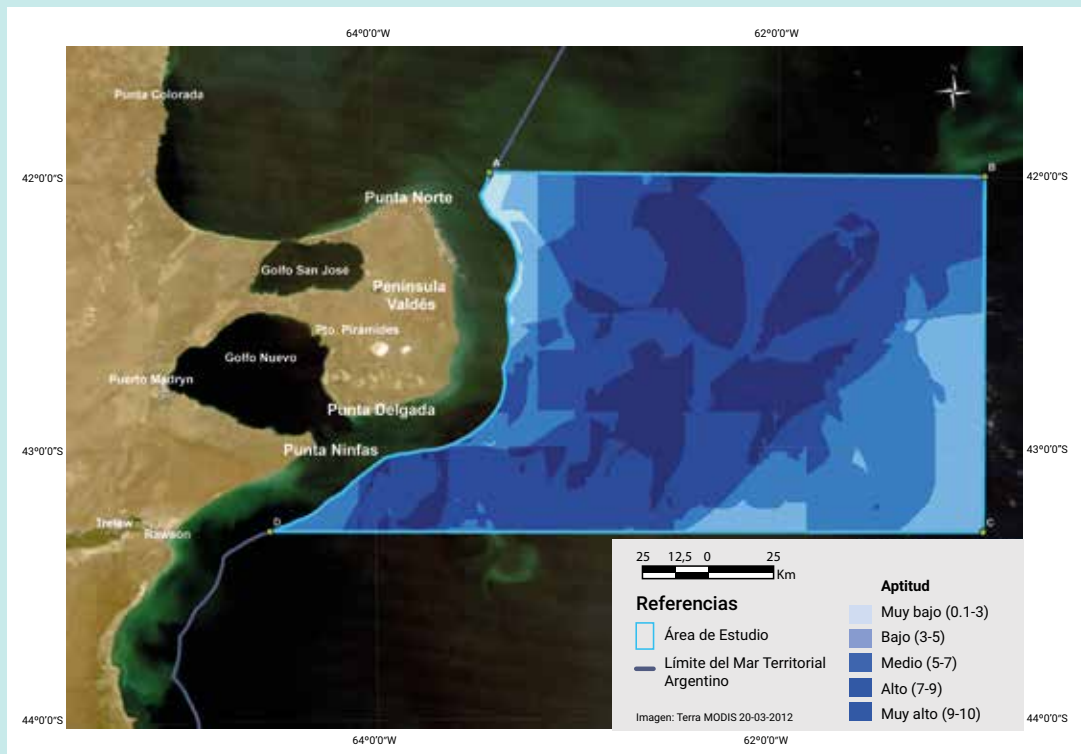 64º0'0"W
62º0'0"W
Punta Colorada
N
A
B
42º0'0"S
42º0'0"S
Punta Norte
Golfo San José
Península
Valdés
Pto. Pirámides
Golfo Nuevo
Puerto Madryn
Punta Delgada
43º0'0"S
Punta Ninfas
43º0'0"S
D
C
Trelew
Rawson
25 12,5 0 25
Km
Referencias
Área de Estudio
Límite del Mar Territorial
Argentino
Imagen: Terra MODIS 20-03-2012
Aptitud
Muy bajo (0.1-3)
Bajo (3-5)
Medio (5-7)
Alto (7-9)
Muy alto (9-10)
44º0'0"S
44º0'0"S
64º0'0"W
62º0'0"W